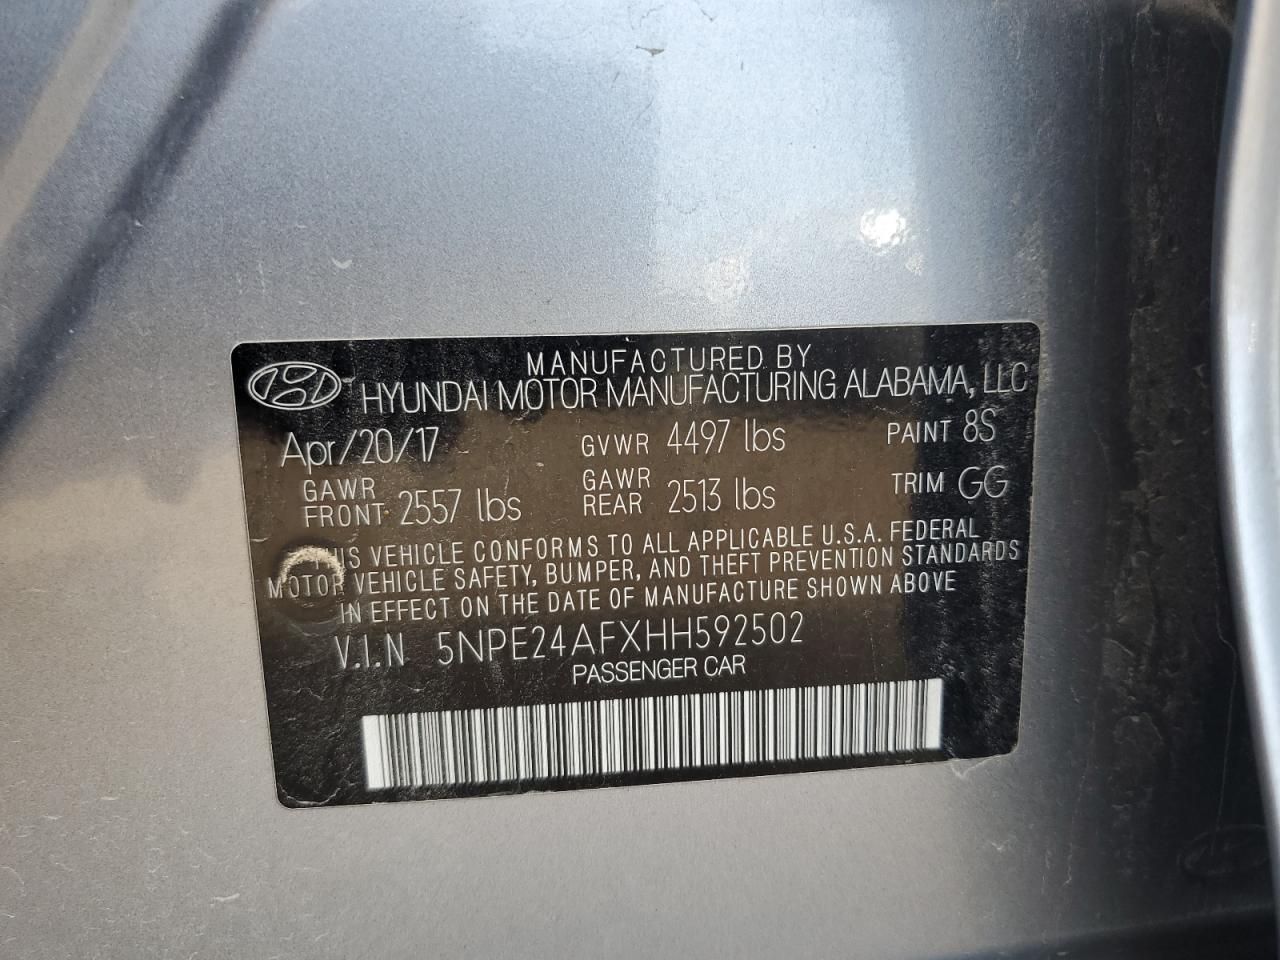 MANUFACTURED BY
HYUNDAI MOTOR MANUFACTURING ALABAMA, LLC
Apr/20/17 GVWR 4497 lbs PAINT 8S
GAWR FRONT 2557 lbs GAWR REAR 2513 lbs TRIM GG
THIS VEHICLE CONFORMS TO ALL APPLICABLE U.S.A. FEDERAL
MOTOR VEHICLE SAFETY, BUMPER, AND THEFT PREVENTION STANDARDS
IN EFFECT ON THE DATE OF MANUFACTURE SHOWN ABOVE
V.I.N 5NPE24AFXHH592502
PASSENGER CAR